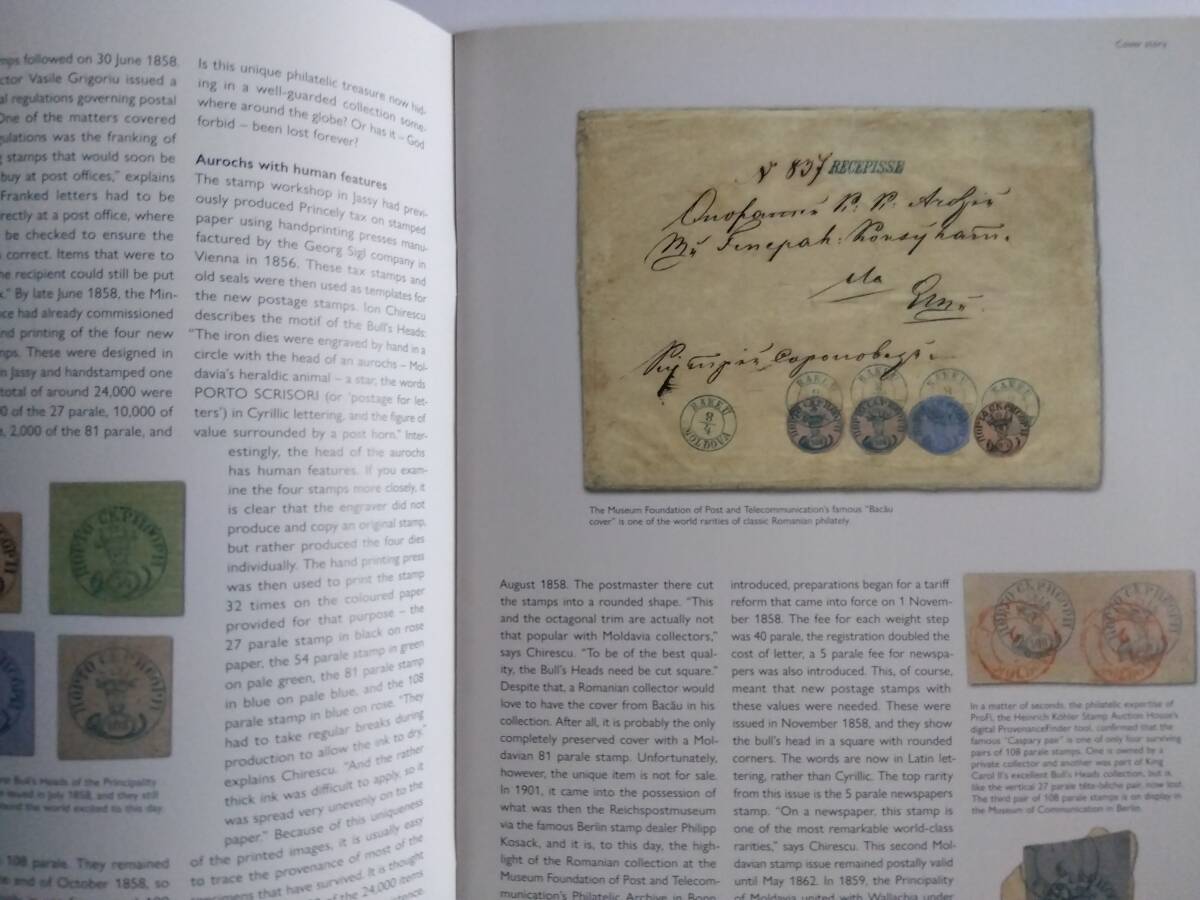 mps followed on 30 June 1858.
ctor Vasile Grigoriu issued a
al regulations governing postal
One of the matters covered
gulations was the franking of
g stamps that would soon be
buy at post offices," explains
Franked letters had to be
rectly at a post office, where
be checked to ensure the
correct. Items that were to
he recipient could still be put
x." By late June 1858, the Min-
nce had already commissioned
nd printing of the four new
mps. These were designed in
in Jassy and handstamped one
total of around 24,000 were
0 of the 27 parale, 10,000 of
e, 2,000 of the 81 parale, and
ПОРТО СКРИСОРИ
ПОРТО СКРИСОРИ
Bull's Heads of the Principality
issued in July 1858, and they still
around the world excited to this day.
108 parale. They remained
end of October 1858, so
Is this unique philatelic treasure now hid-
ing in a well-guarded collection some-
where around the globe? Or has it – God
forbid – been lost forever?
Aurochs with human features
The stamp workshop in Jassy had previ-
ously produced Princely tax on stamped
paper using handprinting presses manu-
factured by the Georg Sigl company in
Vienna in 1856. These tax stamps and
old seals were then used as templates for
the new postage stamps. Ion Chirescu
describes the motif of the Bull's Heads:
"The iron dies were engraved by hand in a
circle with the head of an aurochs – Mol-
davia's heraldic animal – a star, the words
PORTO SCRISORI (or 'postage for let-
ters') in Cyrillic lettering, and the figure of
value surrounded by a post horn." Inter-
estingly, the head of the aurochs
has human features. If you exam-
ine the four stamps more closely, it
is clear that the engraver did not
produce and copy an original stamp,
but rather produced the four dies
individually. The hand printing press
was then used to print the stamp
32 times on the coloured paper
provided for that purpose – the
27 parale stamp in black on rose
paper, the 54 parale stamp in green
on pale green, the 81 parale stamp
in blue on pale blue, and the 108
parale stamp in blue on rose. "They
had to take regular breaks during
production to allow the ink to dry,"
explains Chirescu. "And the rather
thick ink was difficult to apply, so it
was spread very unevenly on the
paper." Because of this uniqueness
of the printed images, it is usually easy
to trace the provenance of most of the
specimens that have survived. It is thought
of the 24,000 items
Cover story
837 RECEPISSE
BAKEU
8/4
MOLDOVA
The Museum Foundation of Post and Telecommunication's famous "Bacău
cover" is one of the world rarities of classic Romanian philately.
August 1858. The postmaster there cut
the stamps into a rounded shape. "This
and the octagonal trim are actually not
that popular with Moldavia collectors,"
says Chirescu. "To be of the best qual-
ity, the Bull's Heads need be cut square."
Despite that, a Romanian collector would
love to have the cover from Bacău in his
collection. After all, it is probably the only
completely preserved cover with a Mol-
davian 81 parale stamp. Unfortunately,
however, the unique item is not for sale.
In 1901, it came into the possession of
what was then the Reichspostmuseum
via the famous Berlin stamp dealer Philipp
Kosack, and it is, to this day, the high-
light of the Romanian collection at the
Museum Foundation of Post and Telecom-
munication's Philatelic Archive in Bonn
introduced, preparations began for a tariff
reform that came into force on 1 Novem-
ber 1858. The fee for each weight step
was 40 parale, the registration doubled the
cost of letter, a 5 parale fee for newspa-
pers was also introduced. This, of course,
meant that new postage stamps with
these values were needed. These were
issued in November 1858, and they show
the bull's head in a square with rounded
corners. The words are now in Latin let-
tering, rather than Cyrillic. The top rarity
from this issue is the 5 parale newspapers
stamp. "On a newspaper, this stamp is
one of the most remarkable world-class
rarities," says Chirescu. This second Mol-
davian stamp issue remained postally valid
until May 1862. In 1859, the Principality
of Moldavia united with Wallachia under
In a matter of seconds, the philatelic expertise of
ProFi, the Heinrich Köhler Stamp Auction House's
digital ProvenanceFinder tool, confirmed that the
famous "Caspary pair" is one of only four surviving
pairs of 108 parale stamps. One is owned by a
private collector and another was part of King
Carol II's excellent Bull's Heads collection, but is,
like the vertical 27 parale tête-bêche pair, now lost.
The third pair of 108 parale stamps is on display in
the Museum of Communication in Berlin.